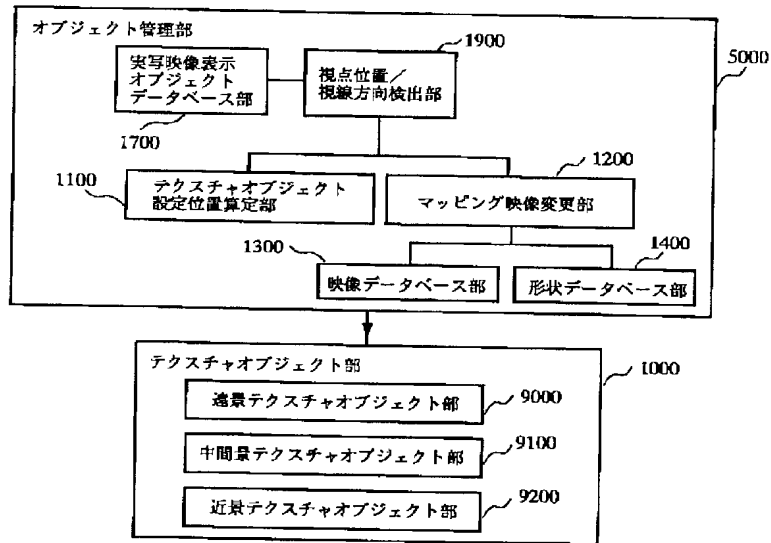 オブジェクト管理部
1900
5000
実写映像表示
オブジェクト
データベース部
視点位置／
視線方向検出部
1700
1100
1200
テクスチャオブジェクト
設定位置算定部
マッピング映像変更部
1300
1400
映像データベース部
形状データベース部
テクスチャオブジェクト部
1000
遠景テクスチャオブジェクト部
9000
中間景テクスチャオブジェクト部
9100
近景テクスチャオブジェクト部
9200